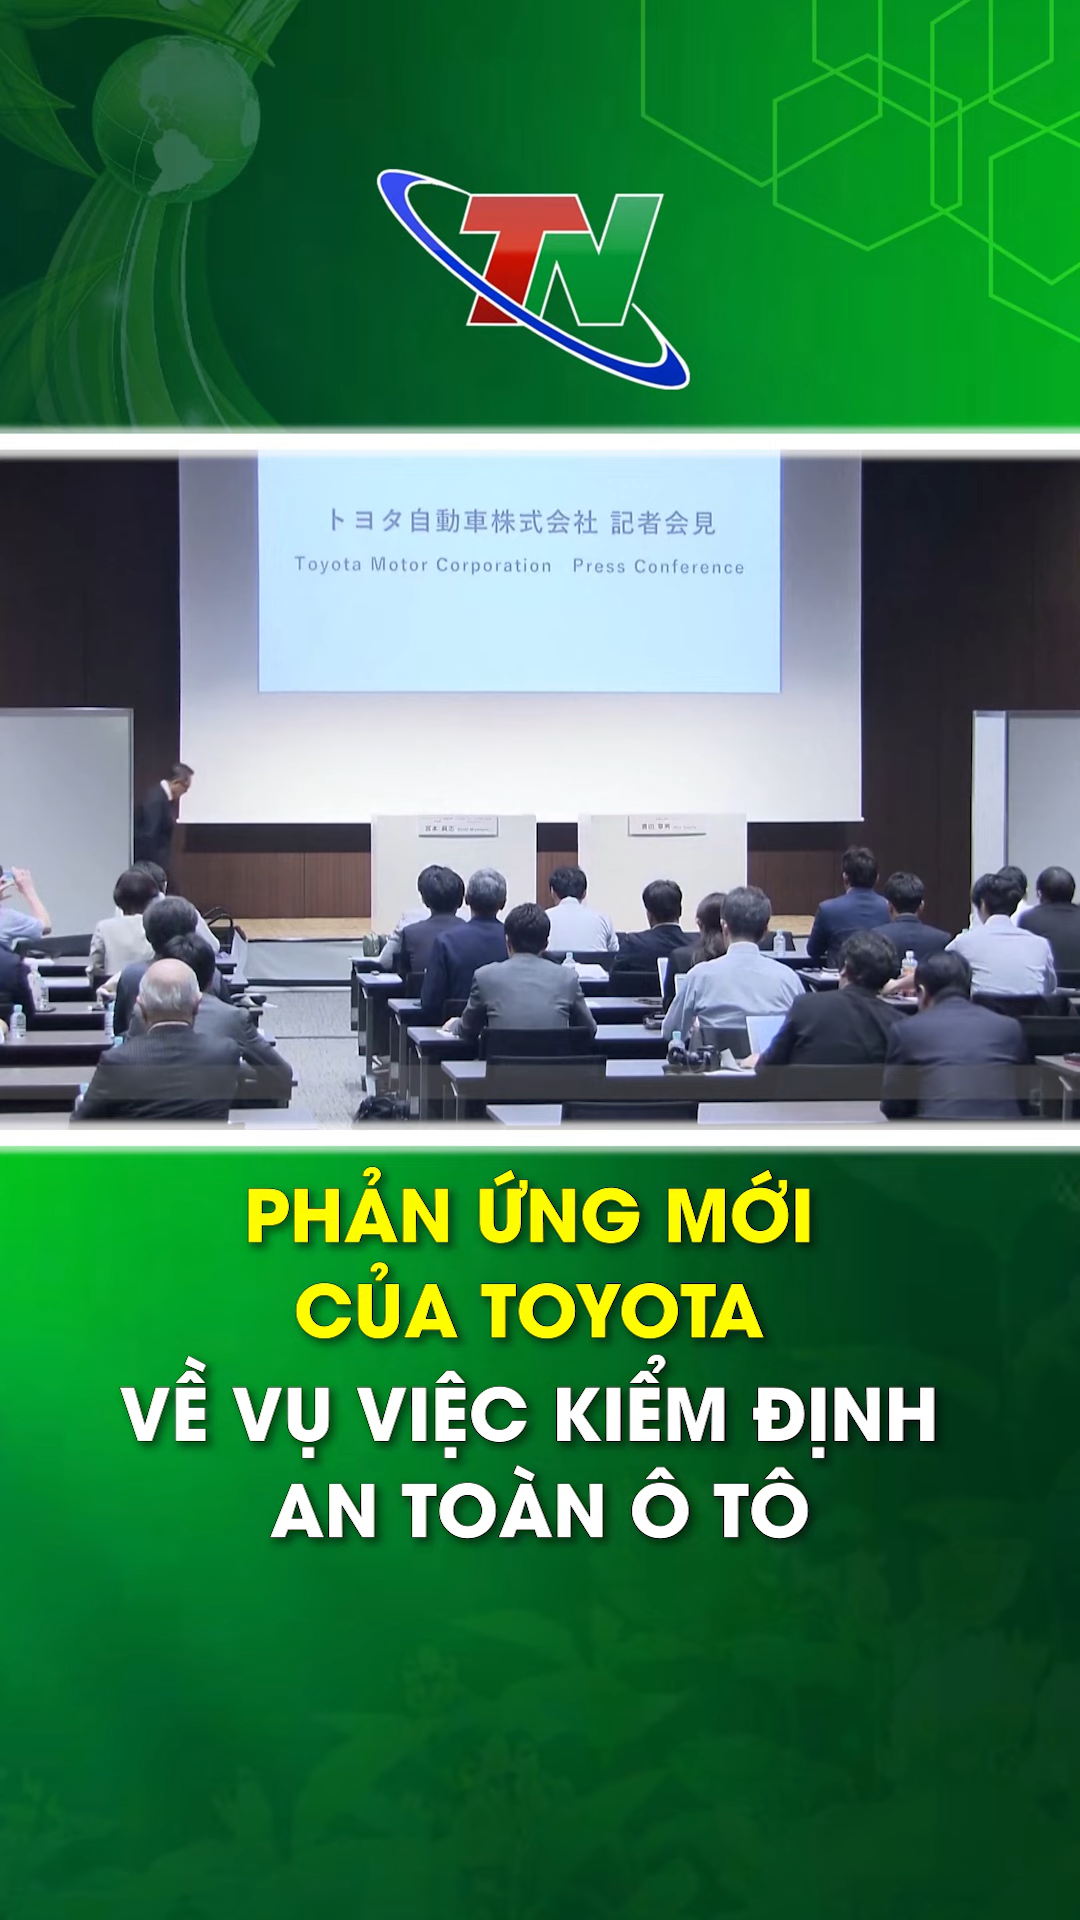 TN
トヨタ自動車株式会社 記者会見
Toyota Motor Corporation Press Conference
PHẢN ỨNG MỚI
CỦA TOYOTA
VỀ VỤ VIỆC KIỂM ĐỊNH
AN TOÀN Ô TÔ